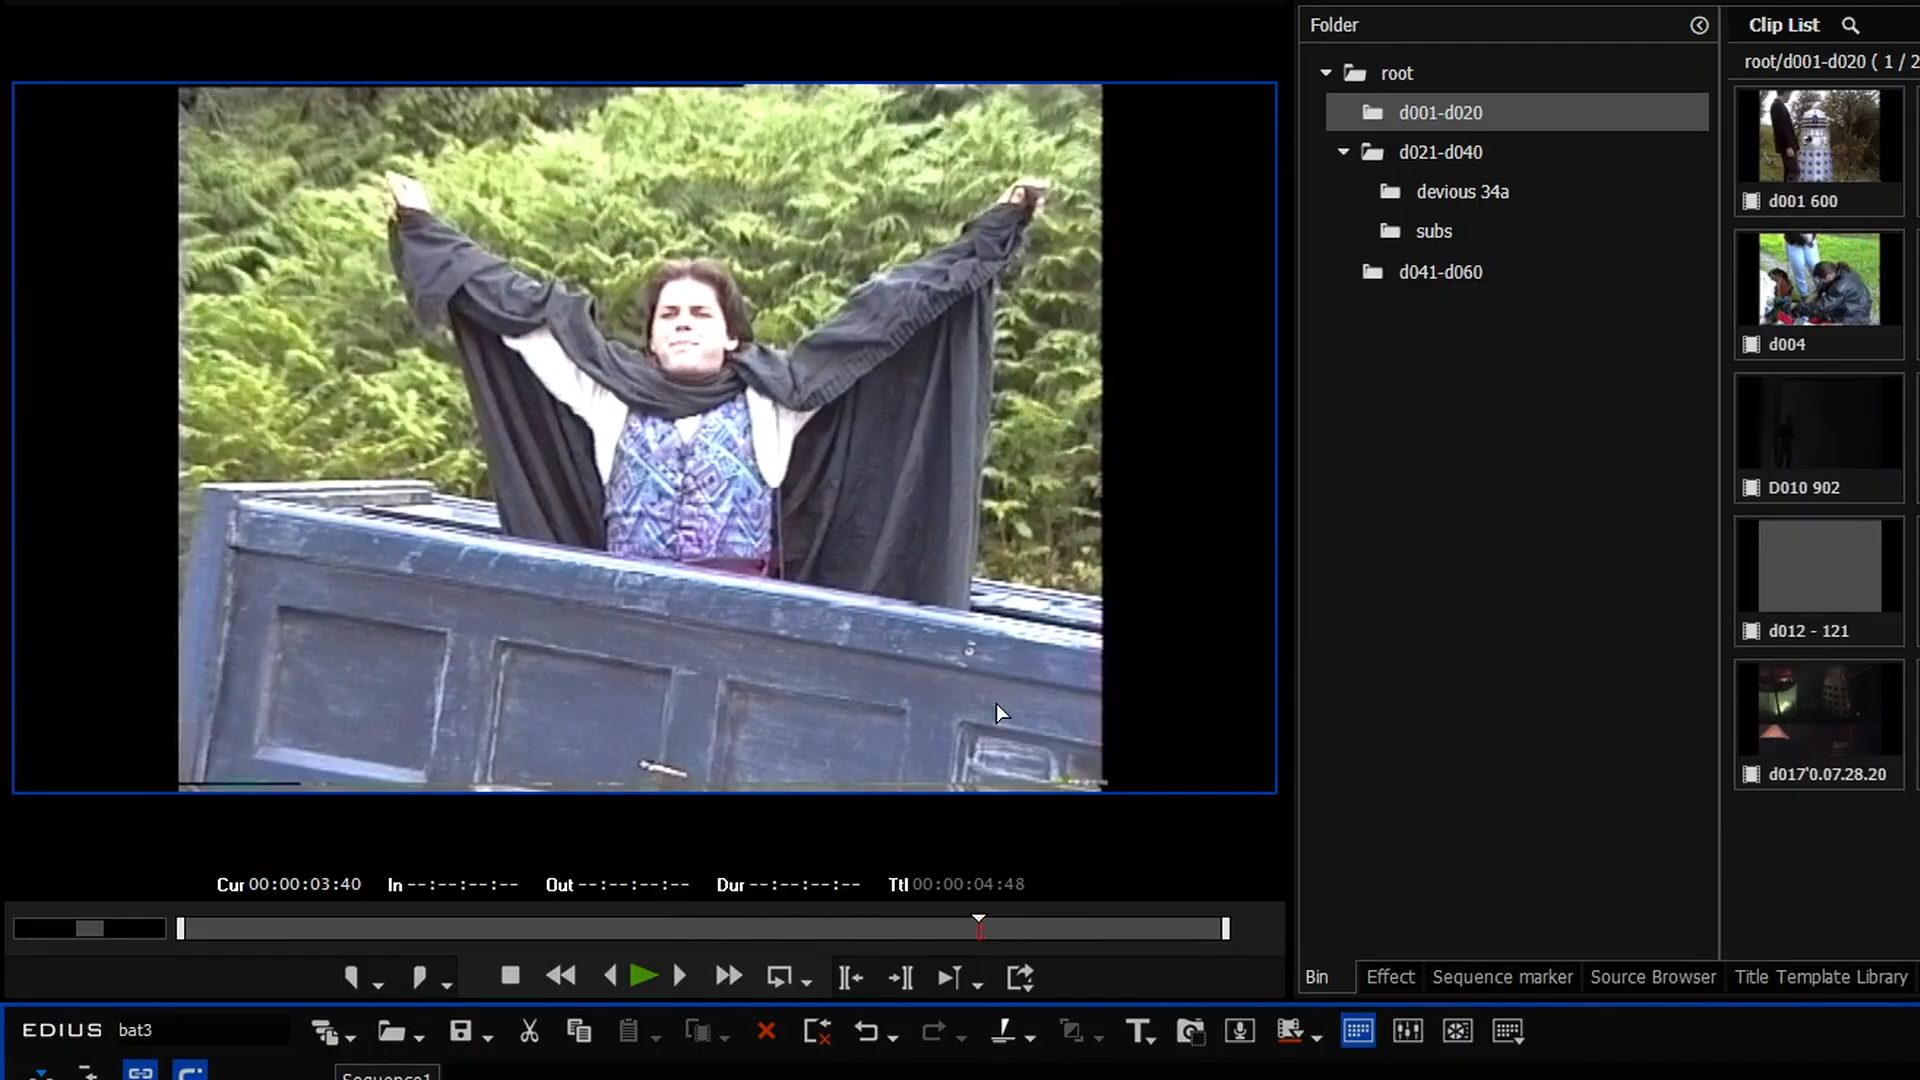 Folder
root
d001-d020
d021-d040
devious 34a
subs
d041-d060
Clip List
root/d001-d020 ( 1 / 2
d001 600
d004
D010 902
d012 - 121
d017'0.07.28.20
Cur 00:00:03:40 In --:--:--:-- Out --:--:--:-- Dur --:--:--:-- Ttl 00:00:04:48
Bin Effect Sequence marker Source Browser Title Template Library
EDIUS bat3
Sequence1